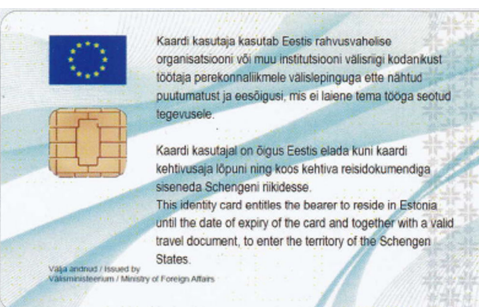 Kaardi kasutaja kasutab Eestis rahvusvahelise
organisatsiooni või muu institutsiooni välisriigi kodanikust
töötaja perekonnaliikmele välislepinguga ette nähtud
puutumatust ja eesõigusi, mis ei laiene tema tööga seotud
tegevusele.
Kaardi kasutajal on õigus Eestis elada kuni kaardi
kehtivusaja lõpuni ning koos kehtiva reisidokumendiga
siseneda Schengeni riikidesse.
This identity card entitles the bearer to reside in Estonia
until the date of expiry of the card and together with a valid
travel document, to enter the territory of the Schengen
States.
Välja andnud / Issued by
Välisministeerium / Ministry of Foreign Affairs